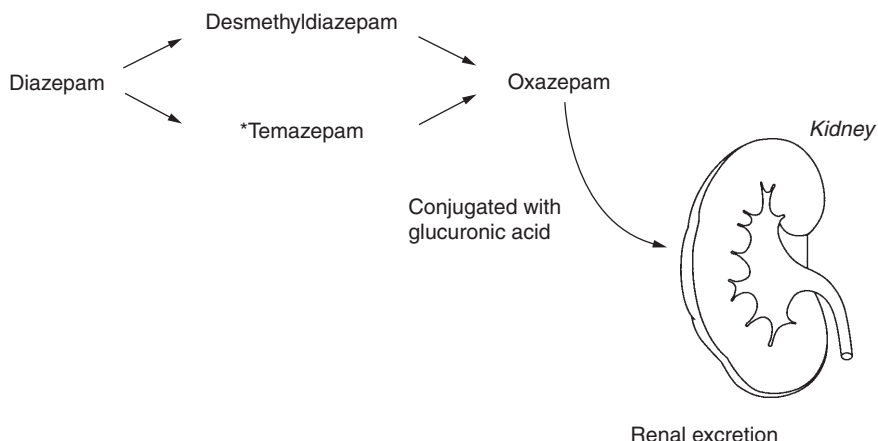 Desmethyldiazepam
Diazepam
Oxazepam
*Temazepam
Kidney
Conjugated with
glucuronic acid
Renal excretion